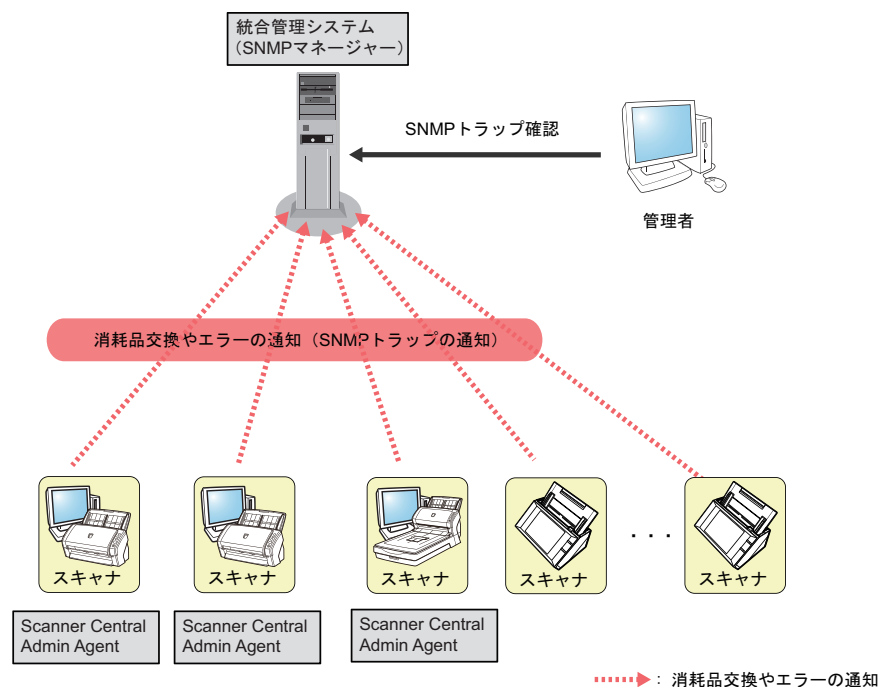 統合管理システム
(SNMPマネージャー)
SNMPトラップ確認
管理者
消耗品交換やエラーの通知（SNMPトラップの通知）
スキャナ
スキャナ
スキャナ
スキャナ
. . .
スキャナ
Scanner Central
Admin Agent
Scanner Central
Admin Agent
Scanner Central
Admin Agent
：消耗品交換やエラーの通知